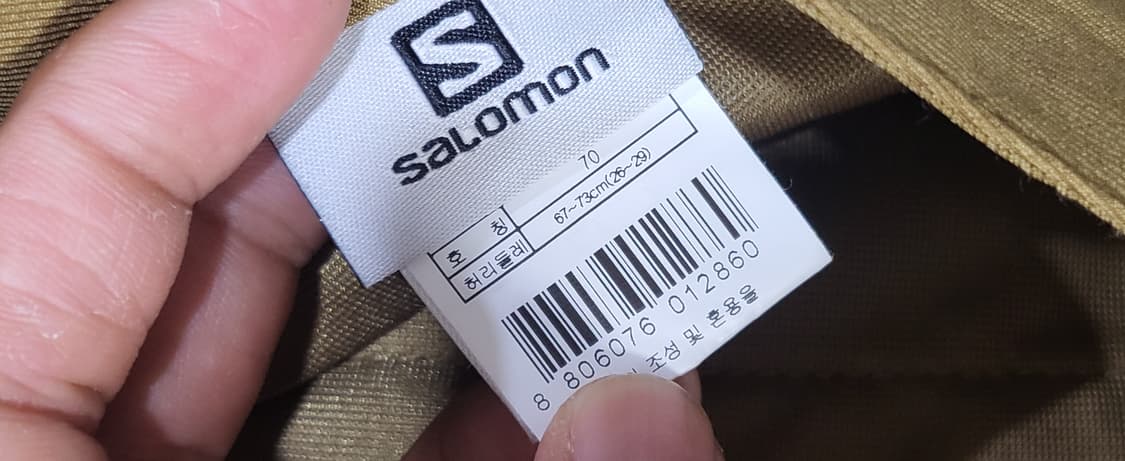 S
salomon
호 칭 70
허리둘레 67~73cm(26~29)
8 806076 012860
조성 및 혼용율